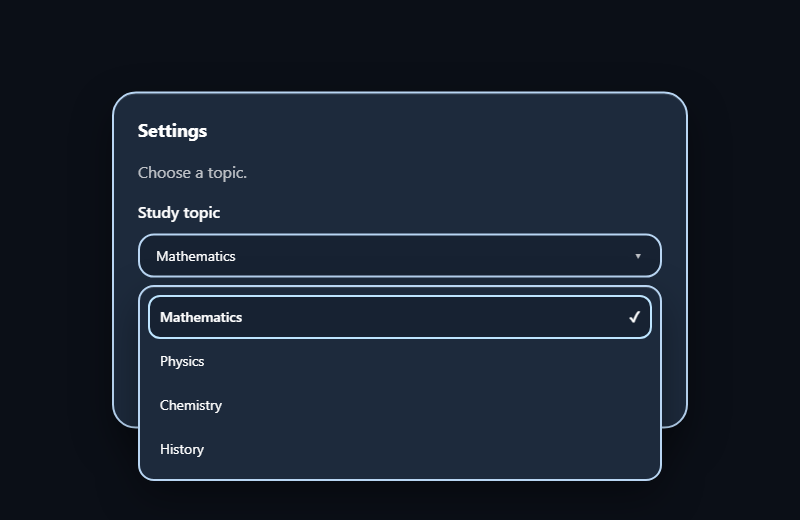 Settings
Choose a topic.
Study topic
Mathematics
Mathematics
Physics
Chemistry
History